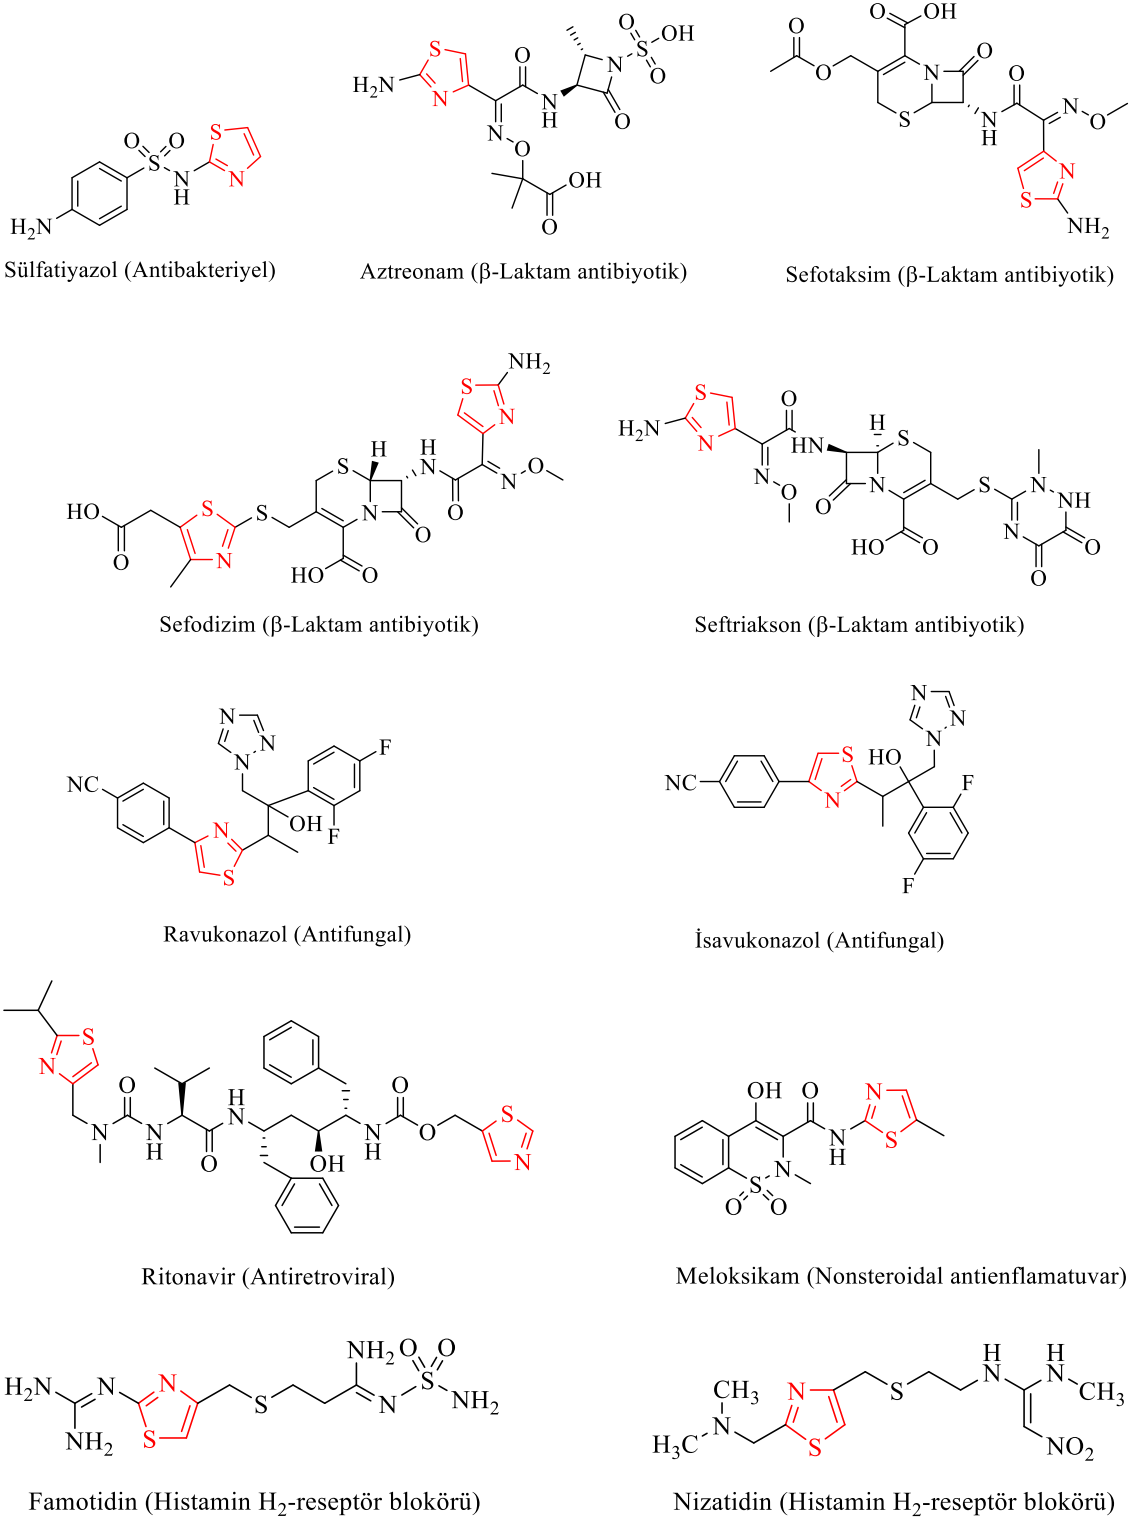 Sülfatiyazol (Antibakteriyel)
Aztreonam (β-Laktam antibiyotik)
Sefotaksim (β-Laktam antibiyotik)
Sefodizim (β-Laktam antibiyotik)
Seftriakson (β-Laktam antibiyotik)
Ravukonazol (Antifungal)
İsavukonazol (Antifungal)
Ritonavir (Antiretroviral)
Meloksikam (Nonsteroidal antienflamatuvar)
Famotidin (Histamin H₂-reseptör blokörü)
Nizatidin (Histamin H₂-reseptör blokörü)